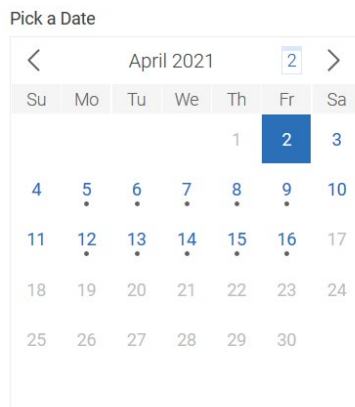 Pick a Date
April 2021 2
Su Mo Tu We Th Fr Sa
1 2 3
4 5 6 7 8 9 10
11 12 13 14 15 16 17
18 19 20 21 22 23 24
25 26 27 28 29 30